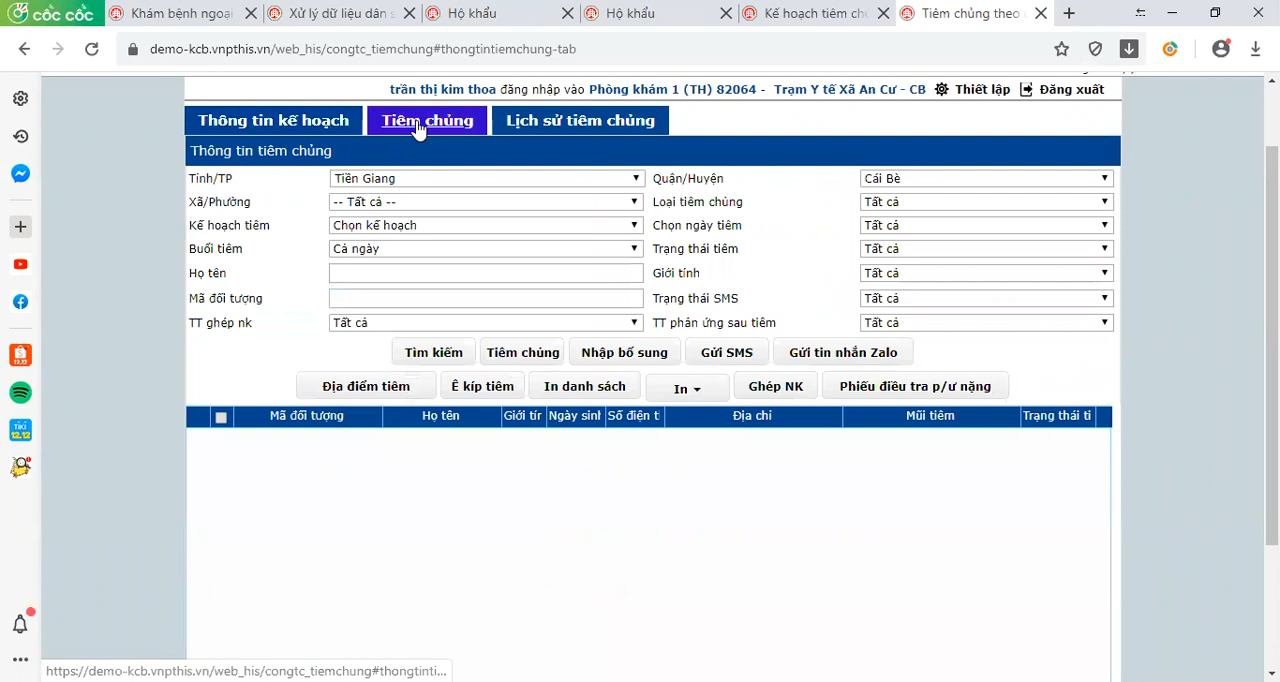 cốc cốc
Khám bệnh ngoại
Xử lý dữ liệu dân s
Hộ khẩu
Hộ khẩu
Kế hoạch tiêm ch
Tiêm chủng theo
demo-kcb.vnpthis.vn/web_his/congtc_tiemchung#thongtintiemchung-tab
trần thị kim thoa đăng nhập vào Phòng khám 1 (TH) 82064 - Trạm Y tế Xã An Cư - CB Thiết lập Đăng xuất
Thông tin kế hoạch Tiêm chủng Lịch sử tiêm chủng
Thông tin tiêm chủng
Tỉnh/TP Tiền Giang Quận/Huyện Cái Bè
Xã/Phường -- Tất cả -- Loại tiêm chủng Tất cả
Kế hoạch tiêm Chọn kế hoạch Chọn ngày tiêm Tất cả
Buổi tiêm Cả ngày Trạng thái tiêm Tất cả
Họ tên Giới tính Tất cả
Mã đối tượng Trạng thái SMS Tất cả
TT ghép nk Tất cả TT phản ứng sau tiêm Tất cả
Tìm kiếm Tiêm chủng Nhập bổ sung Gửi SMS Gửi tin nhắn Zalo
Địa điểm tiêm Ê kíp tiêm In danh sách In Ghép NK Phiếu điều tra p/ư nặng
Mã đối tượng Họ tên Giới tír Ngày sinh Số điện t Địa chỉ Mũi tiêm Trạng thái ti
https://demo-kcb.vnpthis.vn/web_his/congtc_tiemchung#thongtinti...